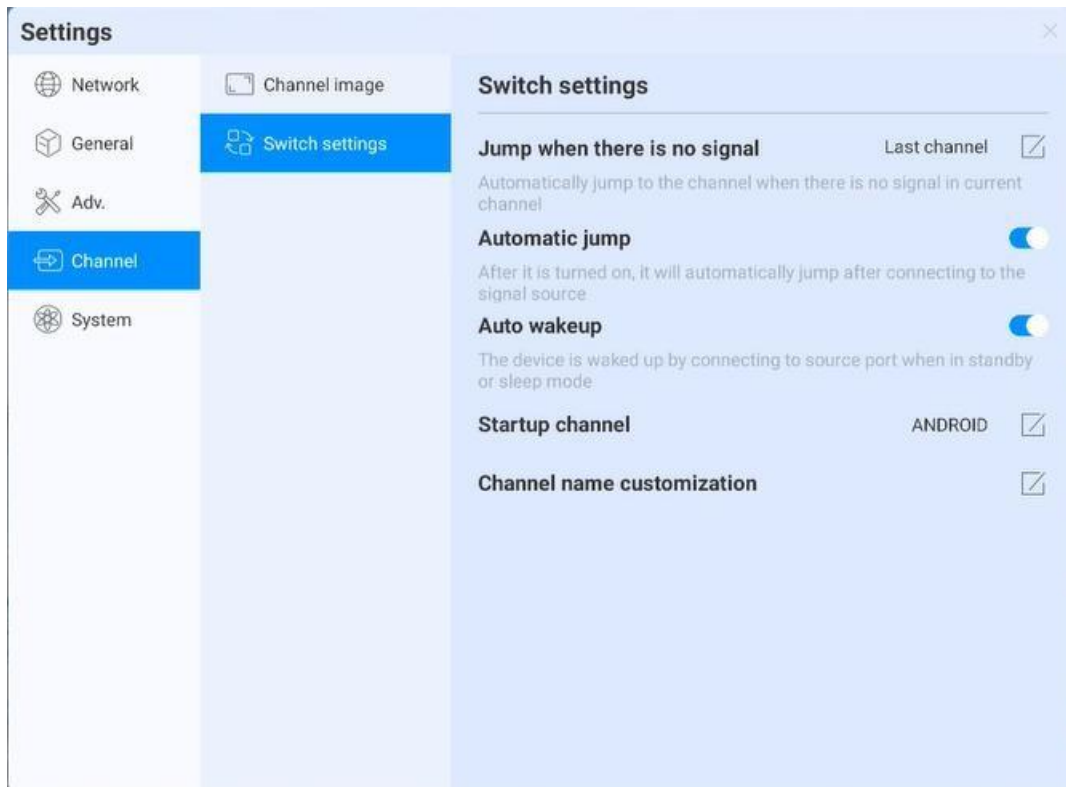 Settings
Network
General
Adv.
Channel
System
Channel image
Switch settings
Switch settings
Jump when there is no signal
Last channel
Automatically jump to the channel when there is no signal in current
channel
Automatic jump
After it is turned on, it will automatically jump after connecting to the
signal source
Auto wakeup
The device is waked up by connecting to source port when in standby
or sleep mode
Startup channel
ANDROID
Channel name customization